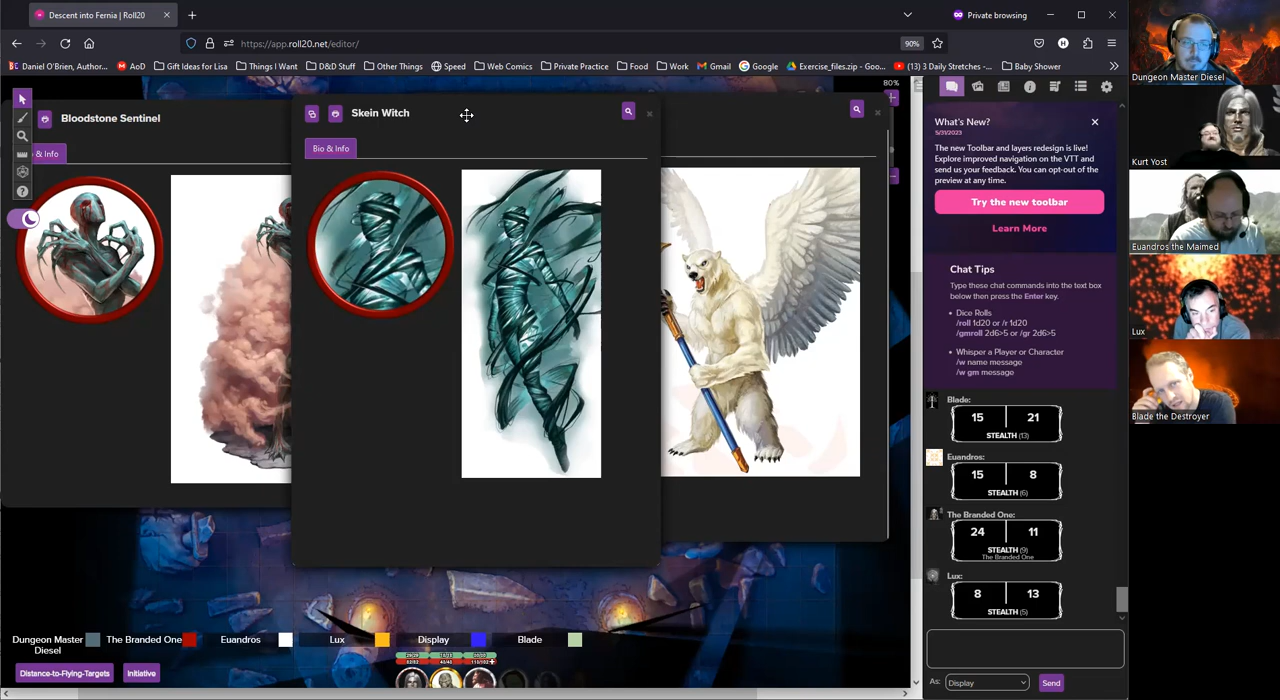 Descent into Fernia | Roll20
Private browsing
https://app.roll20.net/editor/
90%
Daniel O'Brien, Author...
AoD
Gift Ideas for Lisa
Things I Want
D&D Stuff
Other Things
Speed
Web Comics
Private Practice
Food
Work
Gmail
Google
Exercise_files.zip - Goo...
(13) 3 Daily Stretches -...
Baby Shower
80%
Bloodstone Sentinel
& Info
Skein Witch
Bio & Info
What's New?
5/31/2023
The new Toolbar and layers redesign is live!
Explore improved navigation on the VTT and
send us your feedback. You can opt-out of the
preview at any time.
Try the new toolbar
Learn More
Chat Tips
Type these chat commands into the text box
below then press the Enter key.
• Dice Rolls
/roll 1d20 or /r 1d20
/gmroll 2d6>5 or /gr 2d6>5
• Whisper a Player or Character
/w name message
/w gm message
Blade:
15 21
STEALTH (13)
Euandros:
15 8
STEALTH (6)
The Branded One:
24 11
STEALTH (9)
The Branded One
Lux:
8 13
STEALTH (5)
As: Display
Send
Dungeon Master Diesel
The Branded One
Euandros
Lux
Display
Blade
Distance-to-Flying-Targets
Initiative
Dungeon Master Diesel
Kurt Yost
Euandros the Maimed
Lux
Blade the Destroyer